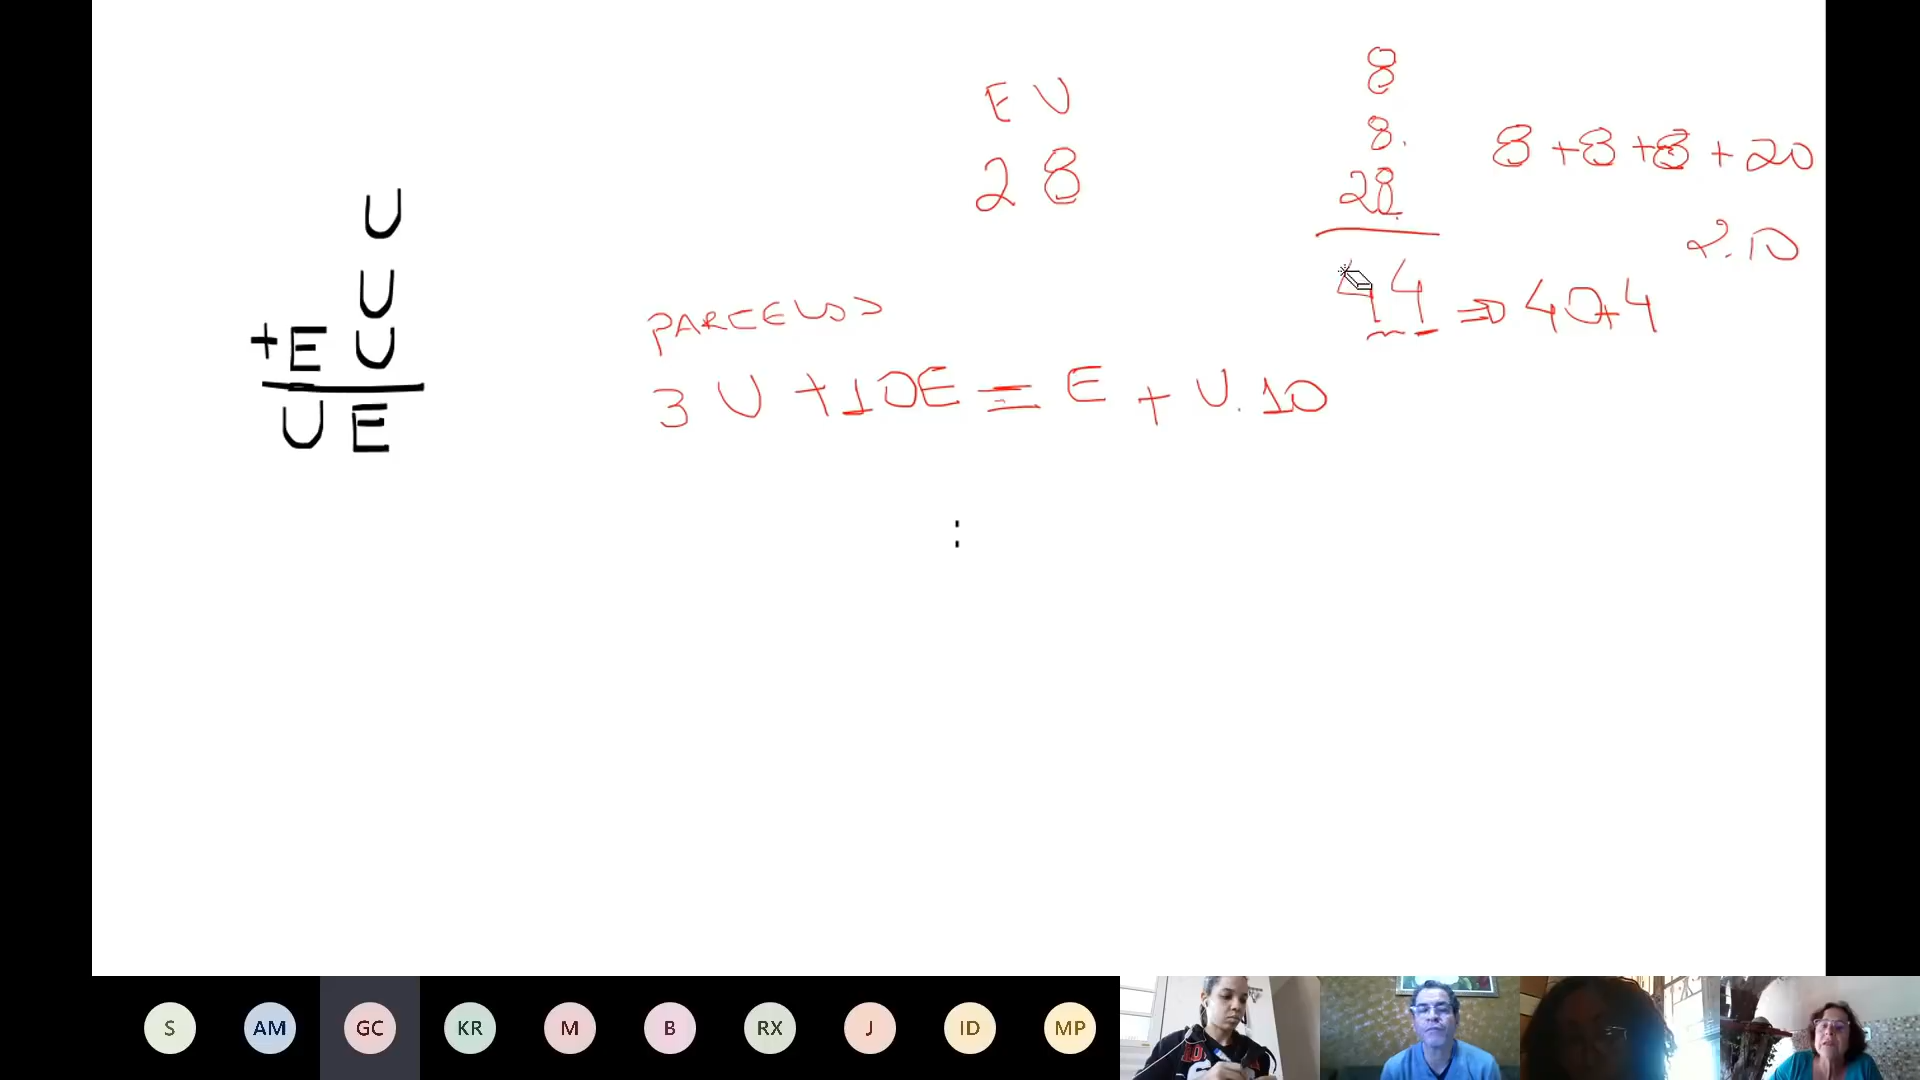 U
U
+ E U
U E
E U
2 8
PARCELAS
3 U + 10E = E + U.10
8
8.
28
44 => 40+4
8 +8 +8 + 20
2.10
:
S AM GC KR M B RX J ID MP